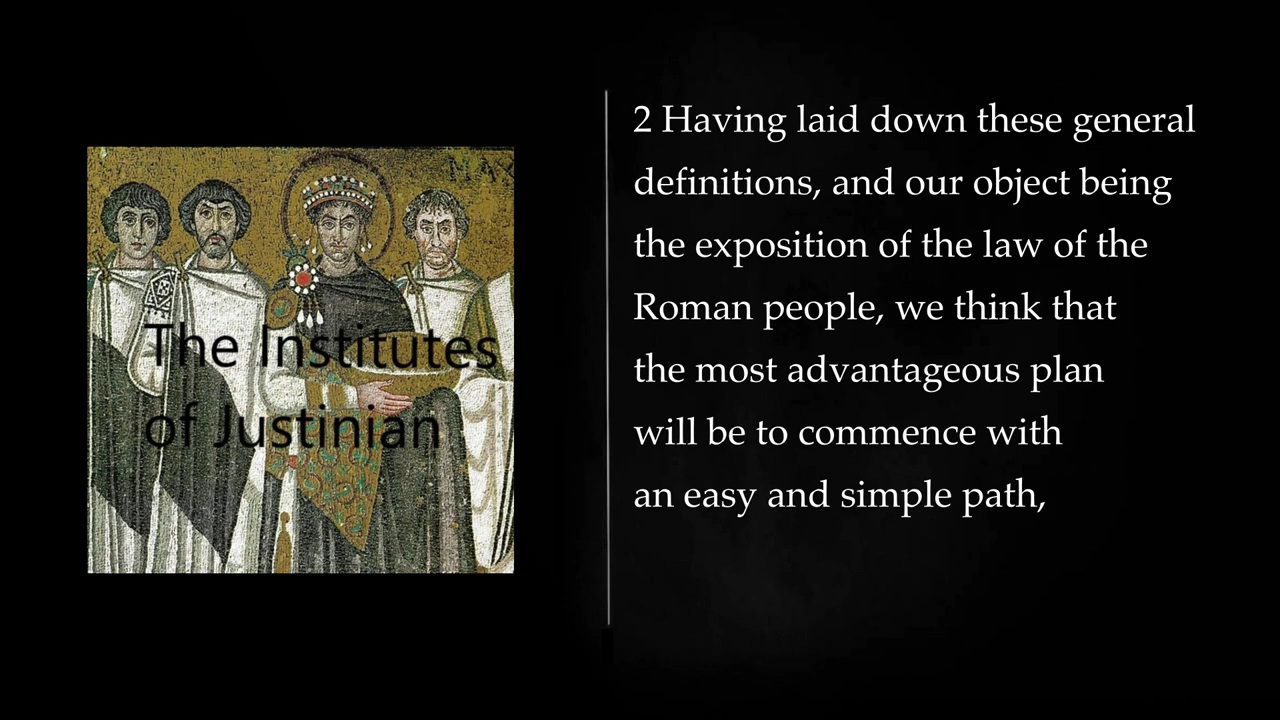 MAX
The Institutes
of Justinian
2 Having laid down these general
definitions, and our object being
the exposition of the law of the
Roman people, we think that
the most advantageous plan
will be to commence with
an easy and simple path,